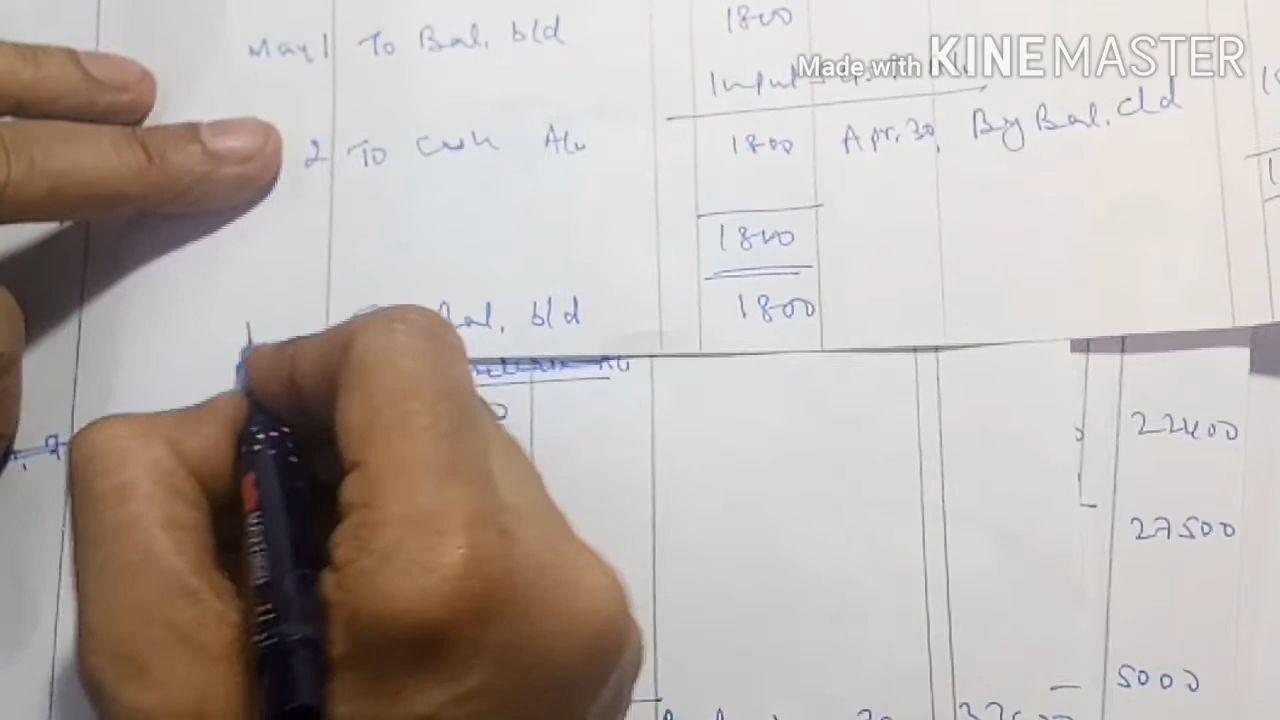 1800
May 1 To Bal. b/d
Made with KINEMASTER
Input
2 To Cash A/c 1800 Apr. 30, By Bal. c/d
1800
Bal. b/d 1800
A/c
22400
27500
5000